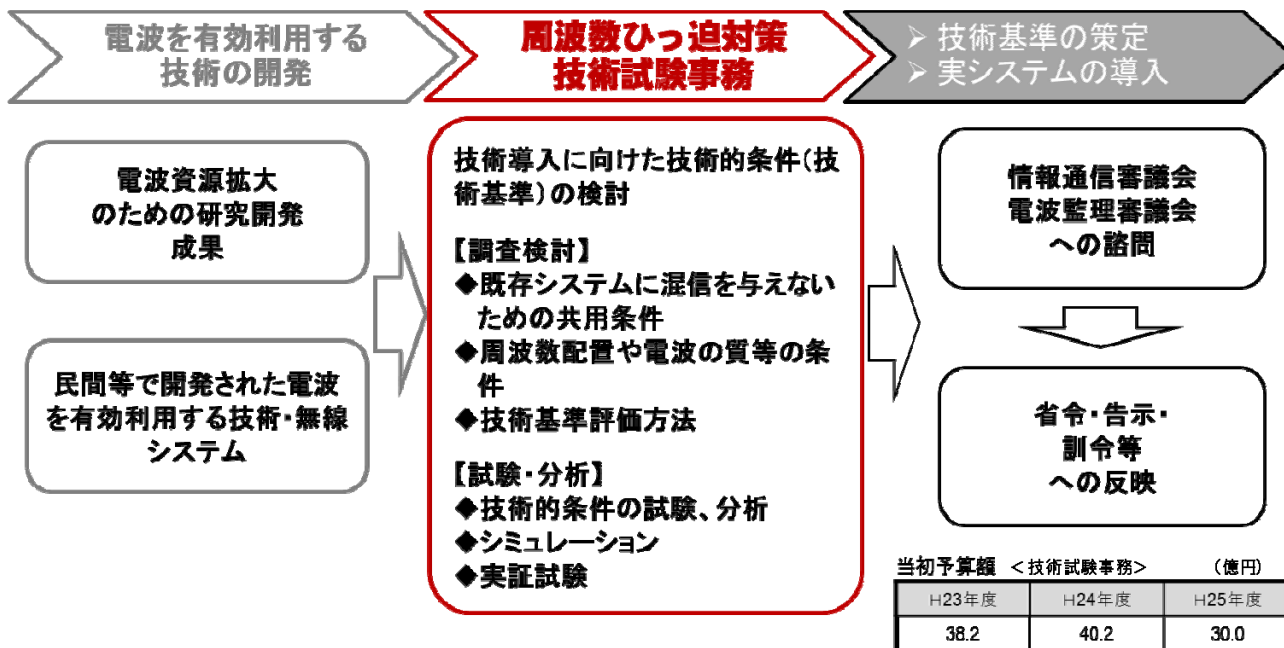 電波を有効利用する
技術の開発
周波数ひっ迫対策
技術試験事務
➢ 技術基準の策定
➢ 実システムの導入
電波資源拡大
のための研究開発
成果
民間等で開発された電波
を有効利用する技術・無線
システム
技術導入に向けた技術的条件(技
術基準)の検討
【調査検討】
◆既存システムに混信を与えない
ための共用条件
◆周波数配置や電波の質等の条
件
◆技術基準評価方法
【試験・分析】
◆技術的条件の試験、分析
◆シミュレーション
◆実証試験
情報通信審議会
電波監理審議会
への諮問
省令・告示・
訓令等
への反映
当初予算額 <技術試験事務> (億円)
H23年度 H24年度 H25年度
38.2 40.2 30.0